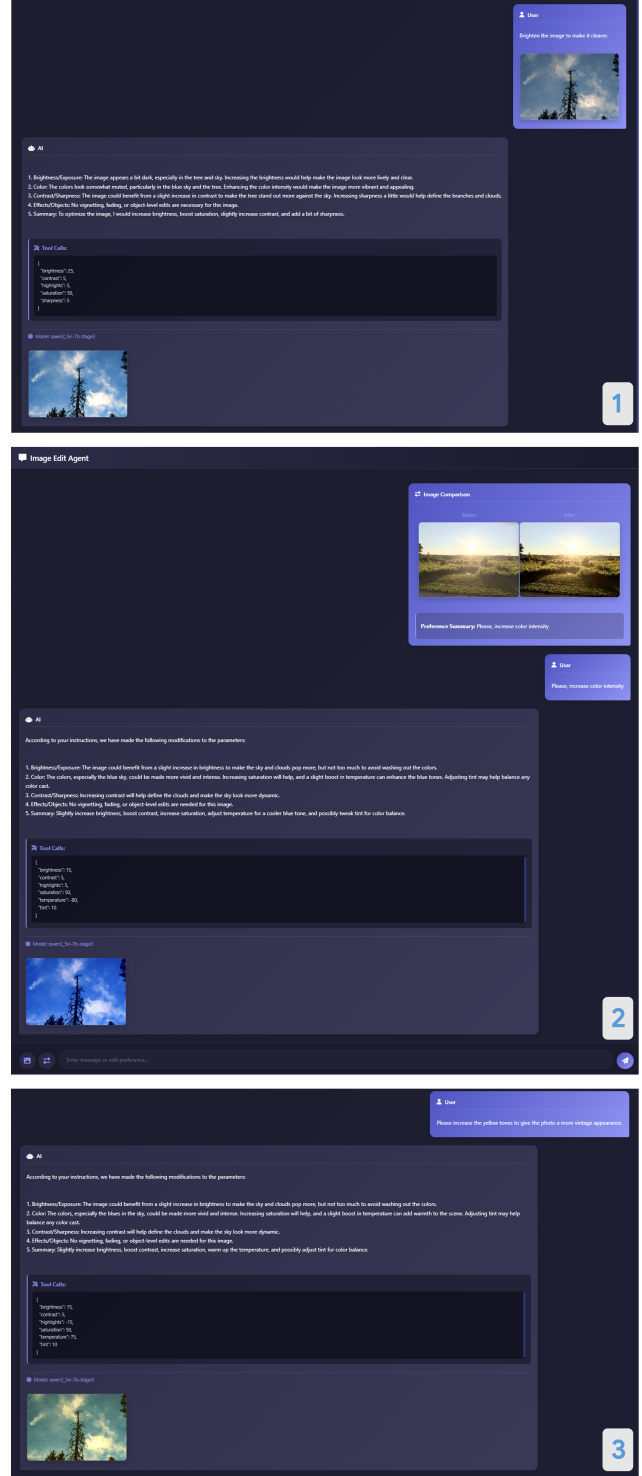 User
Brighten the image to make it clearer.
AI
1. Brightness/Exposure: The image appears a bit dark, especially in the tree and sky. Increasing the brightness would help make the image look more lively and clear.
2. Color: The colors look somewhat muted, particularly in the blue sky and the tree. Enhancing the color intensity would make the image more vibrant and appealing.
3. Contrast/Sharpness: The image could benefit from a slight increase in contrast to make the tree stand out more against the sky. Increasing sharpness a little would help define the branches and clouds.
4. Effects/Objects: No vignetting, fading, or object-level edits are necessary for this image.
5. Summary: To optimize the image, I would increase brightness, boost saturation, slightly increase contrast, and add a bit of sharpness.
Tool Calls:
{
"brightness": 25,
"contrast": 5,
"highlights": 5,
"saturation": 50,
"sharpness": 5
}
Model: qwen2_5vl-7b-stage3
1
Image Edit Agent
Image Comparison
Before After
Preference Summary: Please, increase color intensity
User
Please, increase color intensity
AI
According to your instructions, we have made the following modifications to the parameters:
1. Brightness/Exposure: The image could benefit from a slight increase in brightness to make the sky and clouds pop more, but not too much to avoid washing out the colors.
2. Color: The colors, especially the blue sky, could be made more vivid and intense. Increasing saturation will help, and a slight boost in temperature can enhance the blue tones. Adjusting tint may help balance any
color cast.
3. Contrast/Sharpness: Increasing contrast will help define the clouds and make the sky look more dynamic.
4. Effects/Objects: No vignetting, fading, or object-level edits are needed for this image.
5. Summary: Slightly increase brightness, boost contrast, increase saturation, adjust temperature for a cooler blue tone, and possibly tweak tint for color balance.
Tool Calls:
{
"brightness": 15,
"contrast": 5,
"highlights": 5,
"saturation": 50,
"temperature": -80,
"tint": 10
}
Model: qwen2_5vl-7b-stage3
2
Enter message or edit preference...
User
Please increase the yellow tones to give the photo a more vintage appearance.
AI
According to your instructions, we have made the following modifications to the parameters:
1. Brightness/Exposure: The image could benefit from a slight increase in brightness to make the sky and clouds pop more, but not too much to avoid washing out the colors.
2. Color: The colors, especially the blues in the sky, could be made more vivid and intense. Increasing saturation will help, and a slight boost in temperature can add warmth to the scene. Adjusting tint may help
balance any color cast.
3. Contrast/Sharpness: Increasing contrast will help define the clouds and make the sky look more dynamic.
4. Effects/Objects: No vignetting, fading, or object-level edits are needed for this image.
5. Summary: Slightly increase brightness, boost contrast, increase saturation, warm up the temperature, and possibly adjust tint for color balance.
Tool Calls:
{
"brightness": 15,
"contrast": 5,
"highlights": -15,
"saturation": 50,
"temperature": 75,
"tint": 10
}
Model: qwen2_5vl-7b-stage3
3